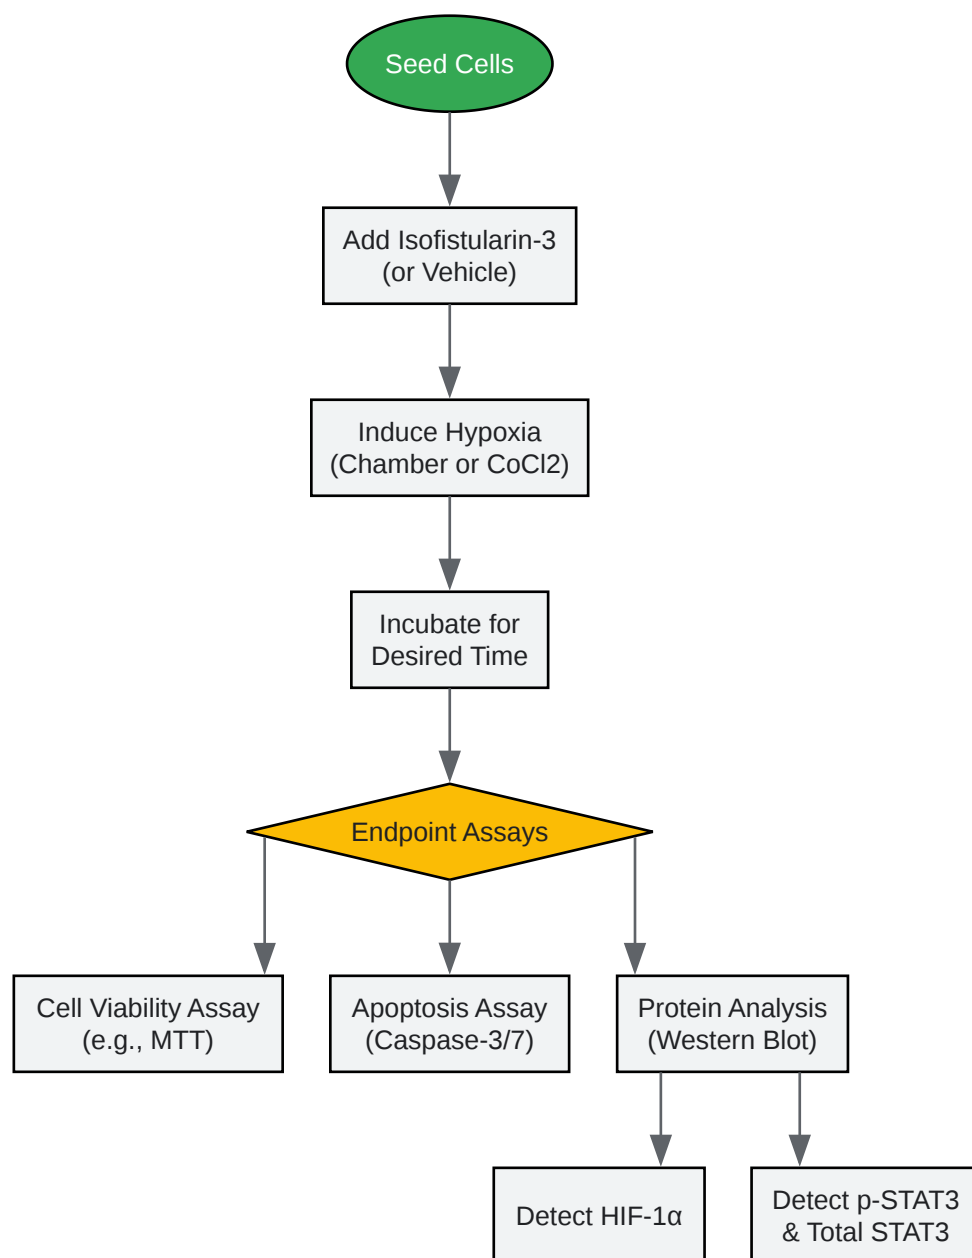 Seed Cells
Add Isofistularin-3
(or Vehicle)
Induce Hypoxia
(Chamber or CoCl2)
Incubate for
Desired Time
Endpoint Assays
Cell Viability Assay
(e.g., MTT)
Apoptosis Assay
(Caspase-3/7)
Protein Analysis
(Western Blot)
Detect HIF-1α
Detect p-STAT3
& Total STAT3